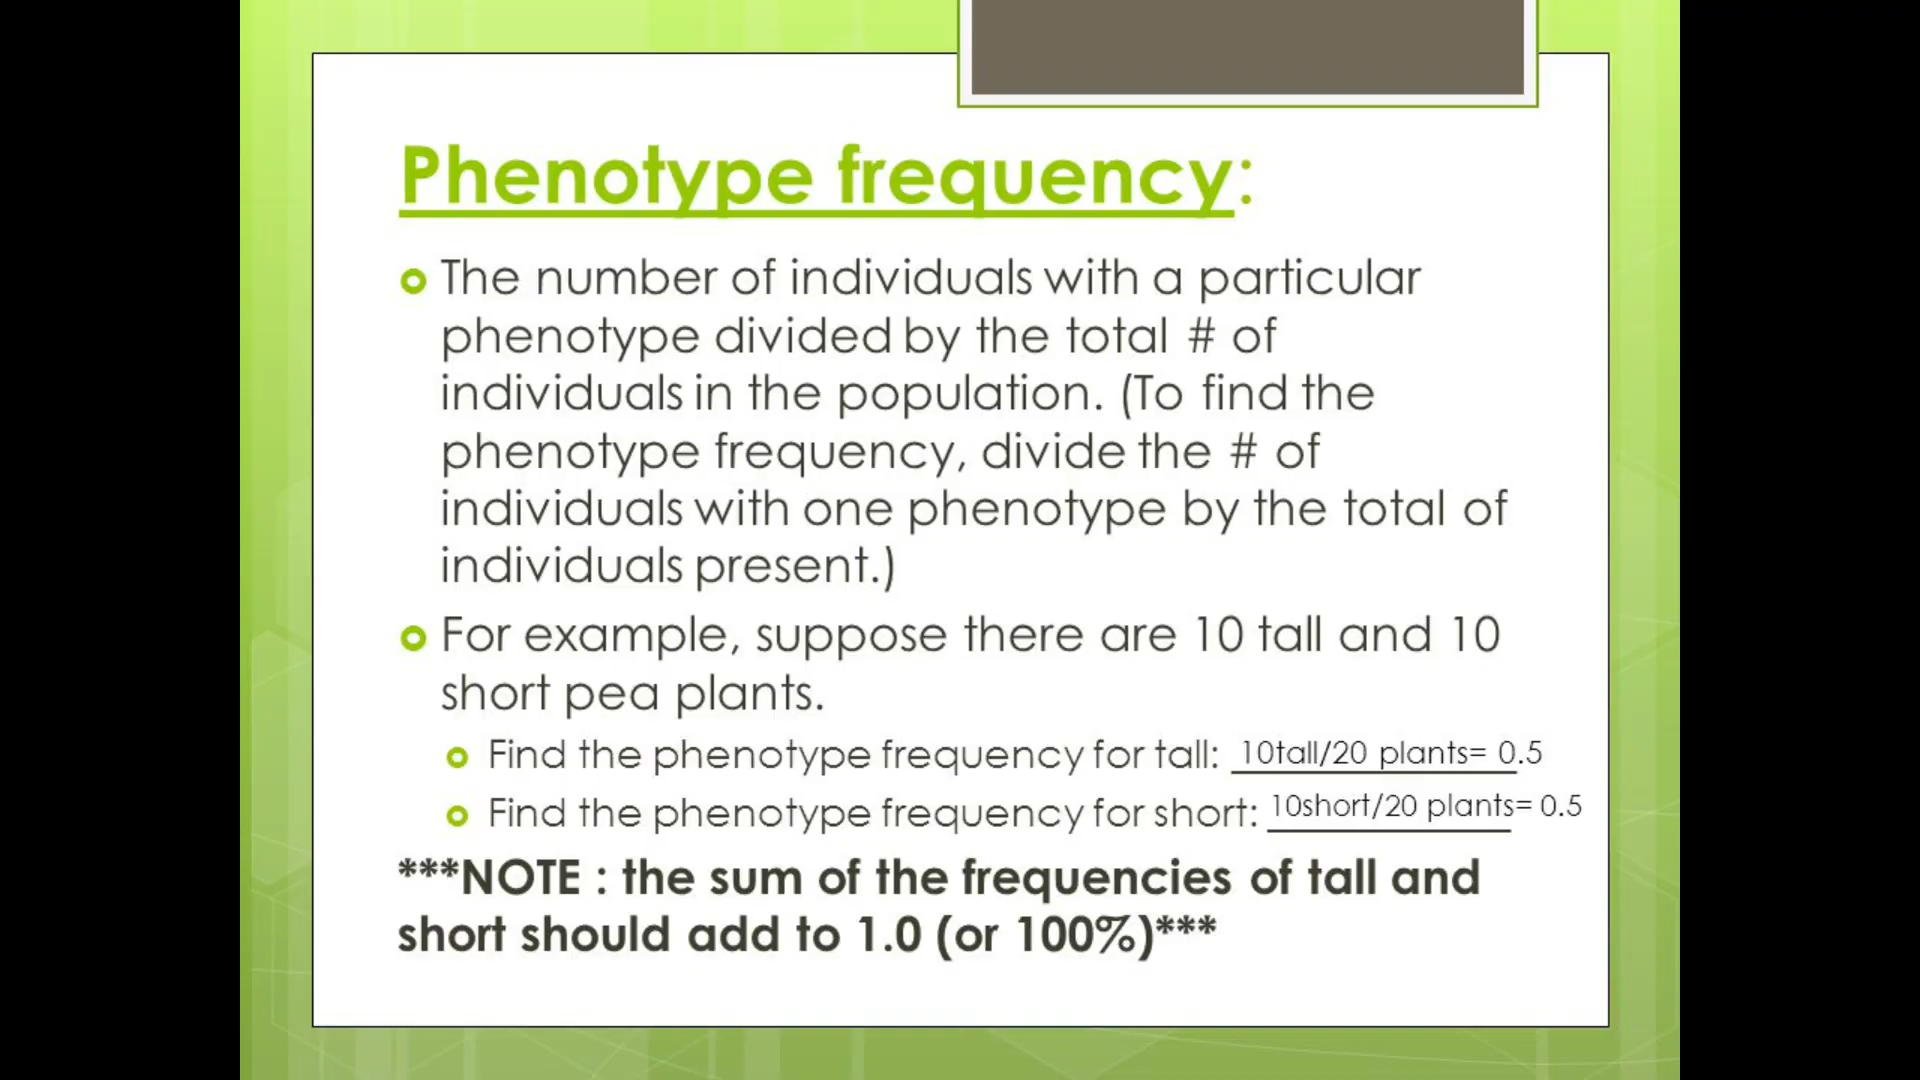 Phenotype frequency:
The number of individuals with a particular
phenotype divided by the total # of
individuals in the population. (To find the
phenotype frequency, divide the # of
individuals with one phenotype by the total of
individuals present.)
For example, suppose there are 10 tall and 10
short pea plants.
Find the phenotype frequency for tall: 10tall/20 plants= 0.5
Find the phenotype frequency for short: 10short/20 plants= 0.5
***NOTE : the sum of the frequencies of tall and
short should add to 1.0 (or 100%)***